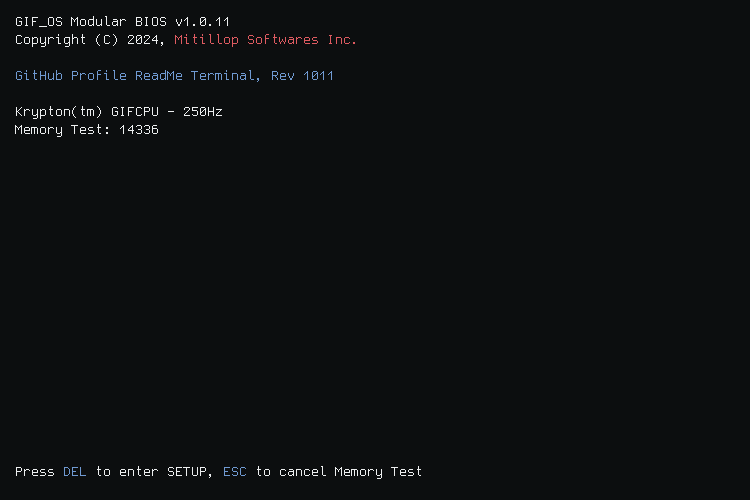 GIF_OS Modular BIOS v1.0.11
Copyright (C) 2024, Mitillop Softwares Inc.
GitHub Profile ReadMe Terminal, Rev 1011
Krypton(tm) GIFCPU - 250Hz
Memory Test: 14336
Press DEL to enter SETUP, ESC to cancel Memory Test